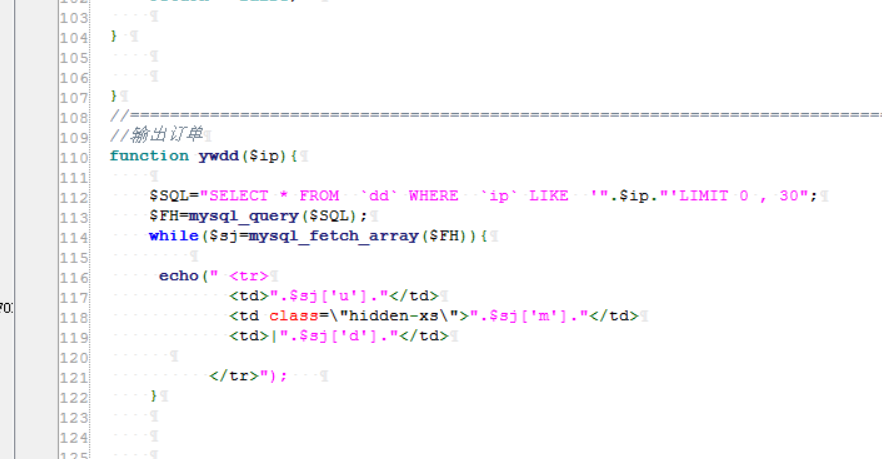 103
104 }
105
106
107 }
108 //==========================================================================
109 //输出订单
110 function ywdd($ip){
111
112 $SQL="SELECT * FROM  `dd` WHERE  `ip` LIKE  '".$ip."'LIMIT 0 , 30";
113 $FH=mysql_query($SQL);
114 while($sj=mysql_fetch_array($FH)){
115
116 echo(" <tr>
117 <td>".$sj['u']."</td>
118 <td class=\"hidden-xs\">".$sj['m']."</td>
119 <td>|".$sj['d']."</td>
120
121 </tr>");
122 }
123
124